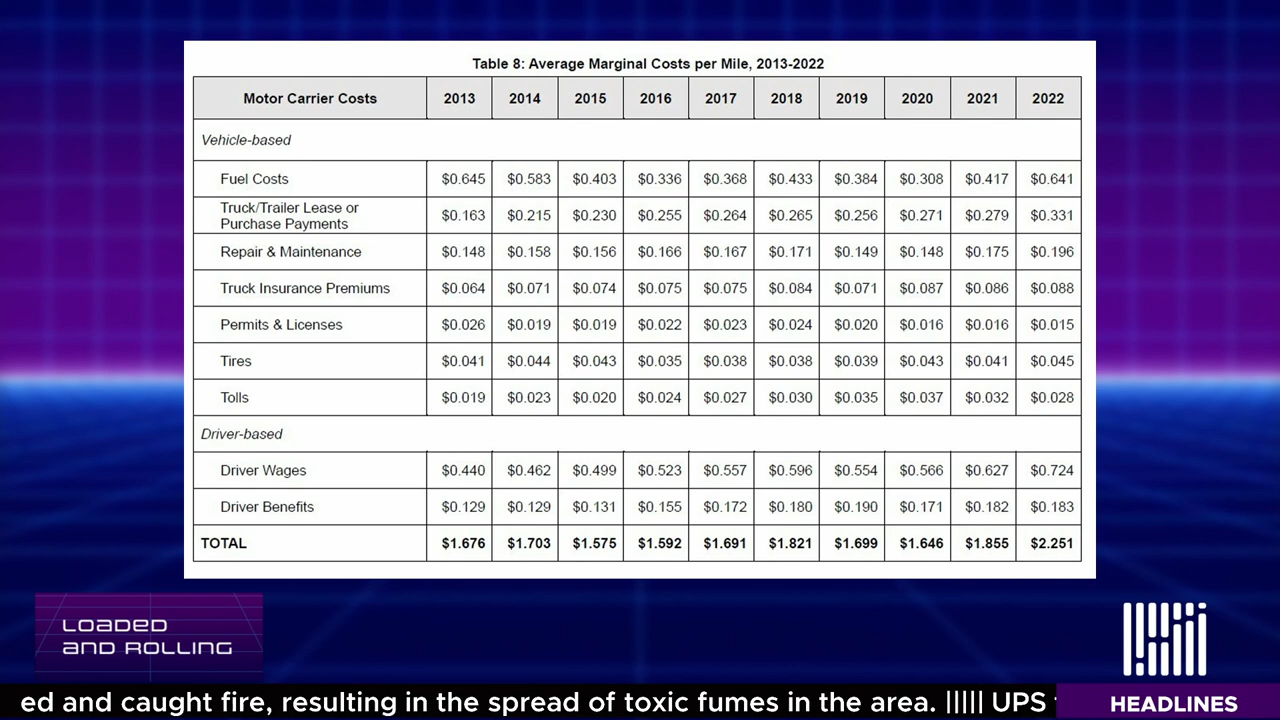 Table 8: Average Marginal Costs per Mile, 2013-2022
Motor Carrier Costs 2013 2014 2015 2016 2017 2018 2019 2020 2021 2022
Vehicle-based
Fuel Costs $0.645 $0.583 $0.403 $0.336 $0.368 $0.433 $0.384 $0.308 $0.417 $0.641
Truck/Trailer Lease or
Purchase Payments $0.163 $0.215 $0.230 $0.255 $0.264 $0.265 $0.256 $0.271 $0.279 $0.331
Repair & Maintenance $0.148 $0.158 $0.156 $0.166 $0.167 $0.171 $0.149 $0.148 $0.175 $0.196
Truck Insurance Premiums $0.064 $0.071 $0.074 $0.075 $0.075 $0.084 $0.071 $0.087 $0.086 $0.088
Permits & Licenses $0.026 $0.019 $0.019 $0.022 $0.023 $0.024 $0.020 $0.016 $0.016 $0.015
Tires $0.041 $0.044 $0.043 $0.035 $0.038 $0.038 $0.039 $0.043 $0.041 $0.045
Tolls $0.019 $0.023 $0.020 $0.024 $0.027 $0.030 $0.035 $0.037 $0.032 $0.028
Driver-based
Driver Wages $0.440 $0.462 $0.499 $0.523 $0.557 $0.596 $0.554 $0.566 $0.627 $0.724
Driver Benefits $0.129 $0.129 $0.131 $0.155 $0.172 $0.180 $0.190 $0.171 $0.182 $0.183
TOTAL $1.676 $1.703 $1.575 $1.592 $1.691 $1.821 $1.699 $1.646 $1.855 $2.251
LOADED
AND ROLLING
ed and caught fire, resulting in the spread of toxic fumes in the area. ||||| UPS
HEADLINES